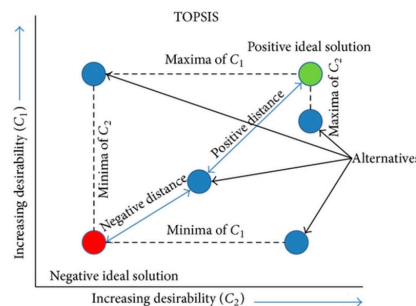 TOPSIS
Positive ideal solution
Maxima of C1
Maxima of C2
Increasing desirability (C1)
Minima of C2
Positive distance
Alternatives
Negative distance
Minima of C1
Negative ideal solution
Increasing desirability (C2)